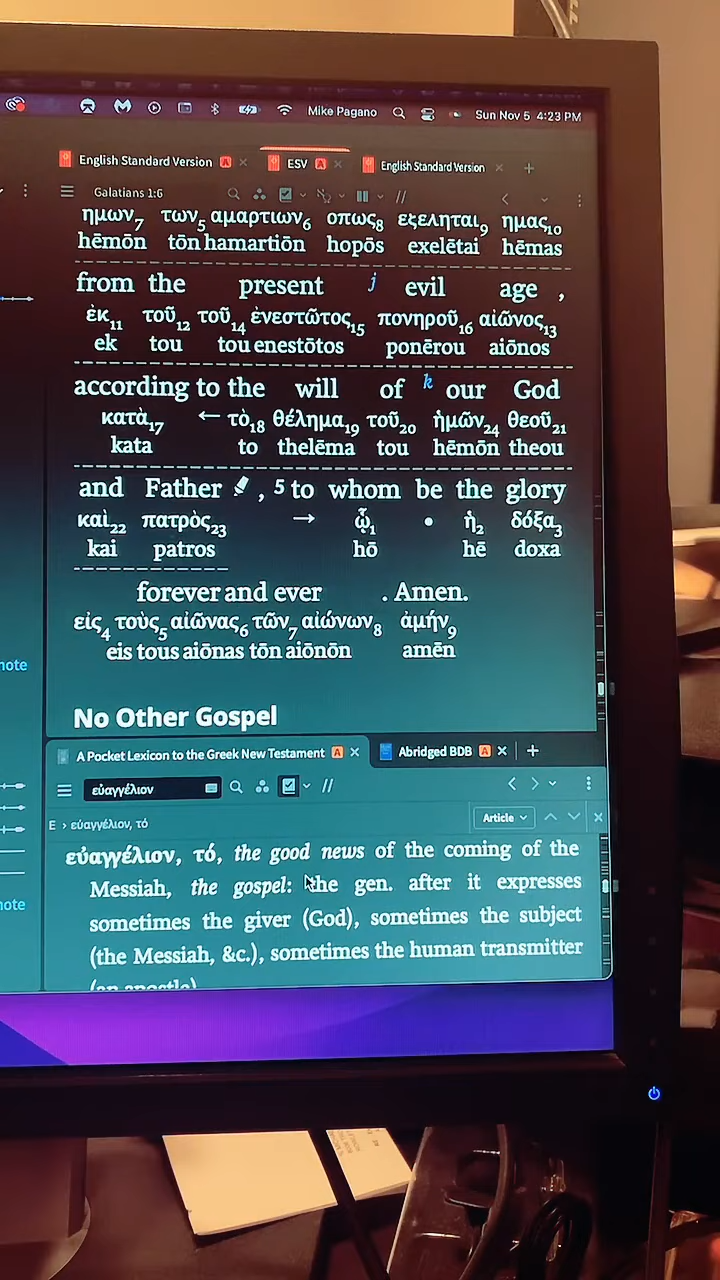 Mike Pagano Sun Nov 5 4:23 PM
English Standard Version A × ESV A × English Standard Version × +
Galatians 1:6 //
ημων7 των5 αμαρτιων6 οπως8 εξεληται9 ημας10
hēmōn tōn hamartiōn hopōs exelētai hēmas
from the present j evil age ,
ἐκ11 τοῦ12 τοῦ14 ἐνεστῶτος15 πονηροῦ16 αἰῶνος13
ek tou tou enestōtos ponērou aiōnos
according to the will of k our God
κατὰ17 ← τὸ18 θέλημα19 τοῦ20 ἡμῶν24 θεοῦ21
kata to thelēma tou hēmōn theou
and Father , 5 to whom be the glory
καὶ22 πατρὸς23 → ᾧ1 • ἡ2 δόξα3
kai patros hō hē doxa
forever and ever . Amen.
εἰς4 τοὺς5 αἰῶνας6 τῶν7 αἰώνων8 ἀμήν9
eis tous aiōnas tōn aiōnōn amēn
note
No Other Gospel
A Pocket Lexicon to the Greek New Testament A × Abridged BDB A × +
εὐαγγέλιον //
E › εὐαγγέλιον, τό Article ×
εὐαγγέλιον, τό, the good news of the coming of the
Messiah, the gospel: the gen. after it expresses
note
sometimes the giver (God), sometimes the subject
(the Messiah, &c.), sometimes the human transmitter
(an apostle)